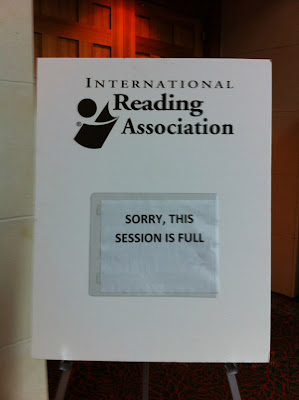 INTERNATIONAL
Reading
Association
®
SORRY, THIS
SESSION IS FULL